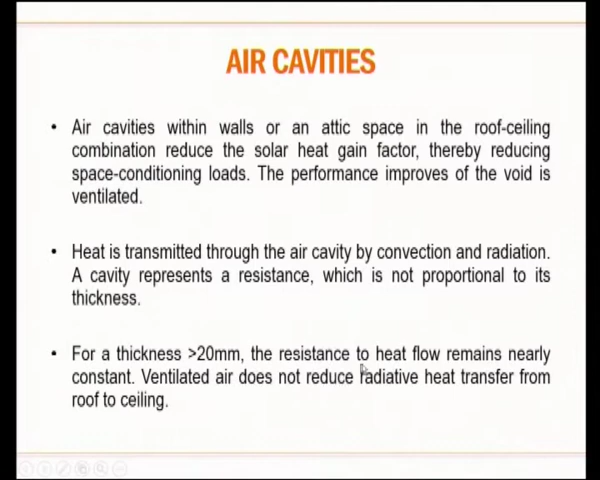 AIR CAVITIES
• Air cavities within walls or an attic space in the roof-ceiling
combination reduce the solar heat gain factor, thereby reducing
space-conditioning loads. The performance improves of the void is
ventilated.
• Heat is transmitted through the air cavity by convection and radiation.
A cavity represents a resistance, which is not proportional to its
thickness.
• For a thickness >20mm, the resistance to heat flow remains nearly
constant. Ventilated air does not reduce radiative heat transfer from
roof to ceiling.